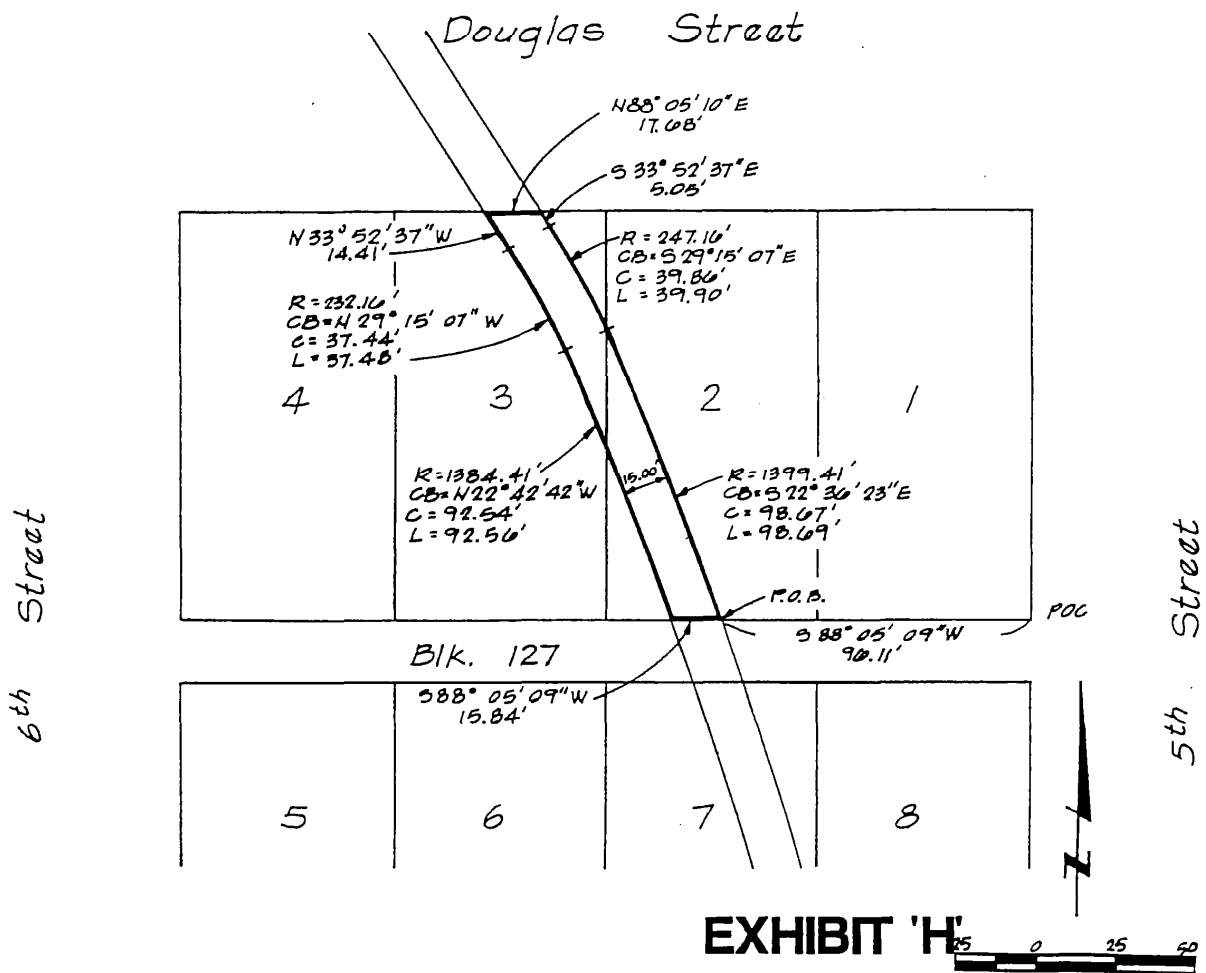 Douglas Street
N88° 05' 10" E
17.68'
S 33° 52' 37" E
5.05'
N 33° 52' 37" W
14.41'
R = 247.16'
CB = S 29° 15' 07" E
C = 39.86'
L = 39.90'
R = 232.16'
CB = N 29° 15' 07" W
C = 37.44'
L = 37.48'
4
3
2
1
R = 1384.41'
CB = N22° 42' 42" W
C = 92.54'
L = 92.56'
15.00'
R = 1399.41'
CB = S 22° 36' 23" E
C = 98.67'
L = 98.69'
6th Street
5th Street
P.O.B.
POC
S 88° 05' 09" W
96.11'
Blk. 127
S88° 05' 09" W
15.84'
5
6
7
8
N
EXHIBIT 'H'
25 0 25 50